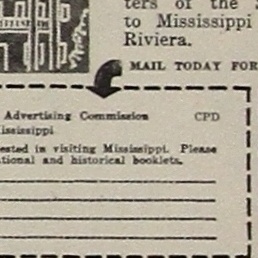 ters of the
to Mississippi
Riviera.
MAIL TODAY FOR
Advertising Commission CPD
ississippi
ested in visiting Mississippi. Please
ational and historical booklets.